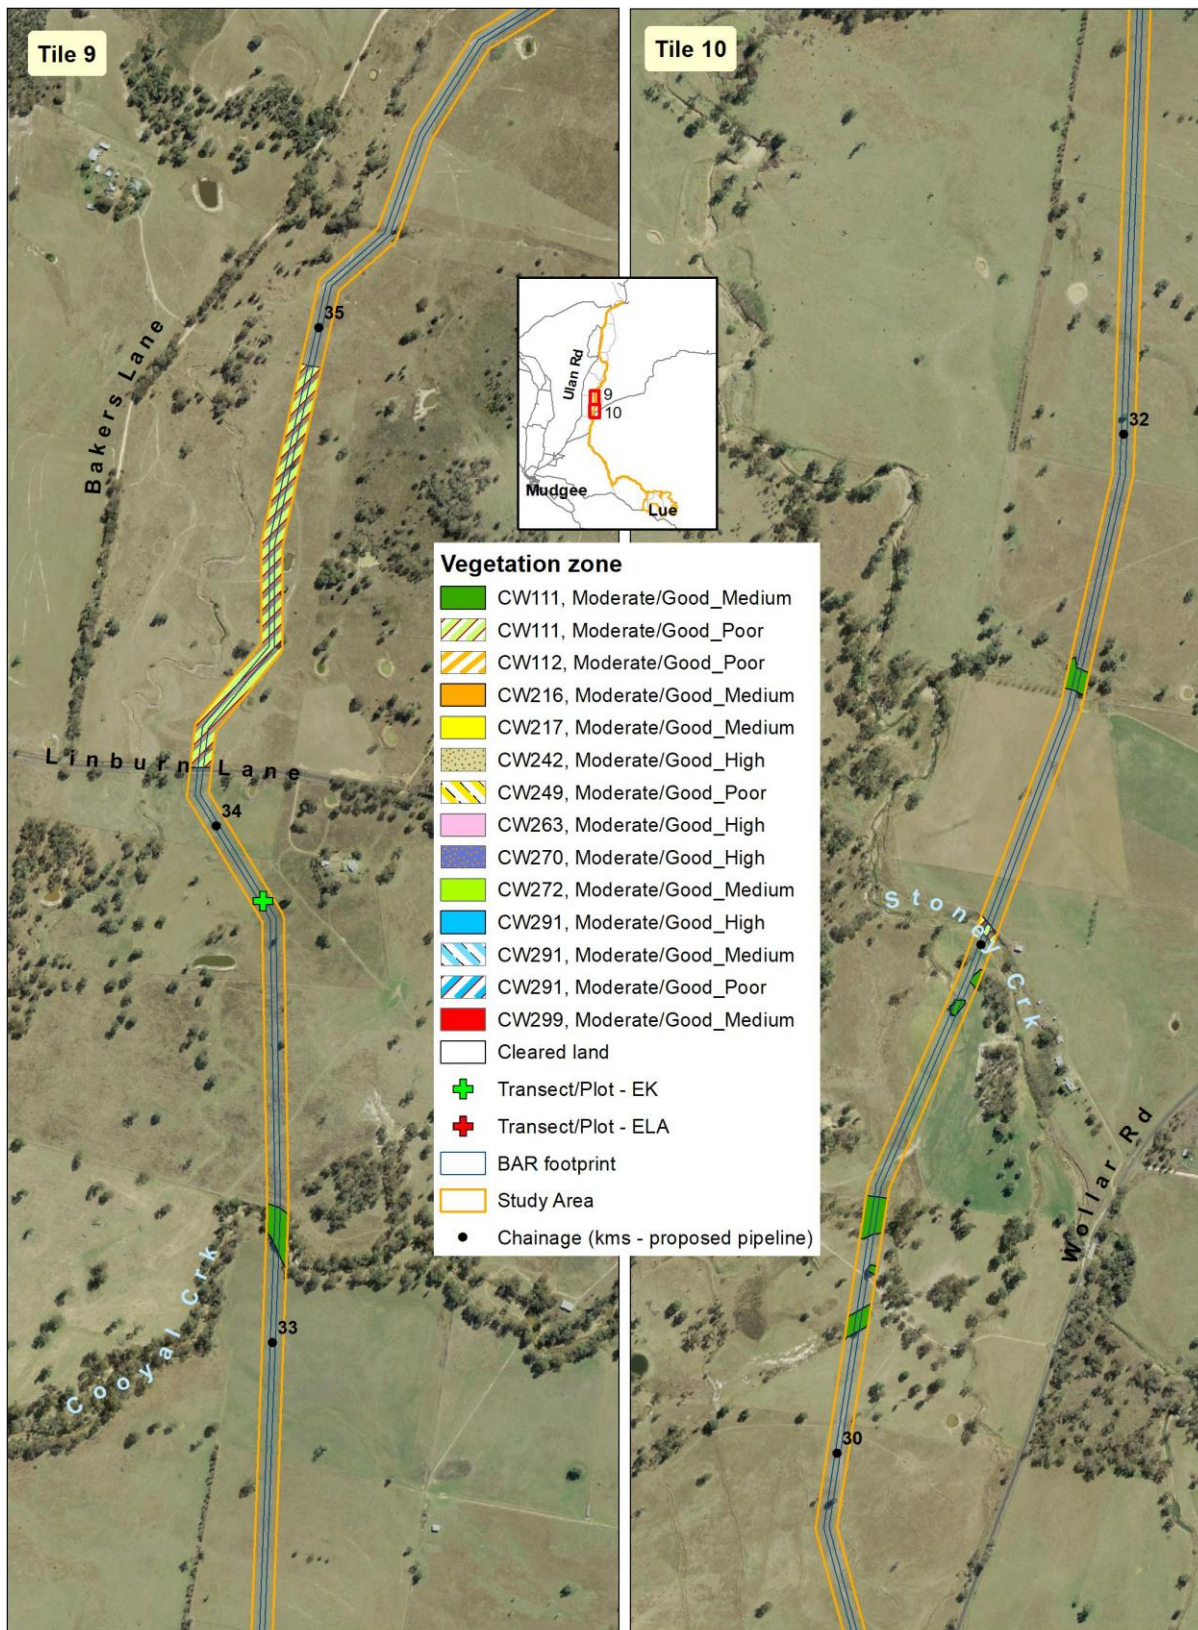 Tile 9
Tile 10
35
Bakers Lane
Linburn Lane
34
33
Cooyal Crk
Ulan Rd
9
10
Mudgee
Lue
Vegetation zone
CW111, Moderate/Good_Medium
CW111, Moderate/Good_Poor
CW112, Moderate/Good_Poor
CW216, Moderate/Good_Medium
CW217, Moderate/Good_Medium
CW242, Moderate/Good_High
CW249, Moderate/Good_Poor
CW263, Moderate/Good_High
CW270, Moderate/Good_High
CW272, Moderate/Good_Medium
CW291, Moderate/Good_High
CW291, Moderate/Good_Medium
CW291, Moderate/Good_Poor
CW299, Moderate/Good_Medium
Cleared land
Transect/Plot - EK
Transect/Plot - ELA
BAR footprint
Study Area
Chainage (kms - proposed pipeline)
32
Stoney Crk
Wollar Rd
30